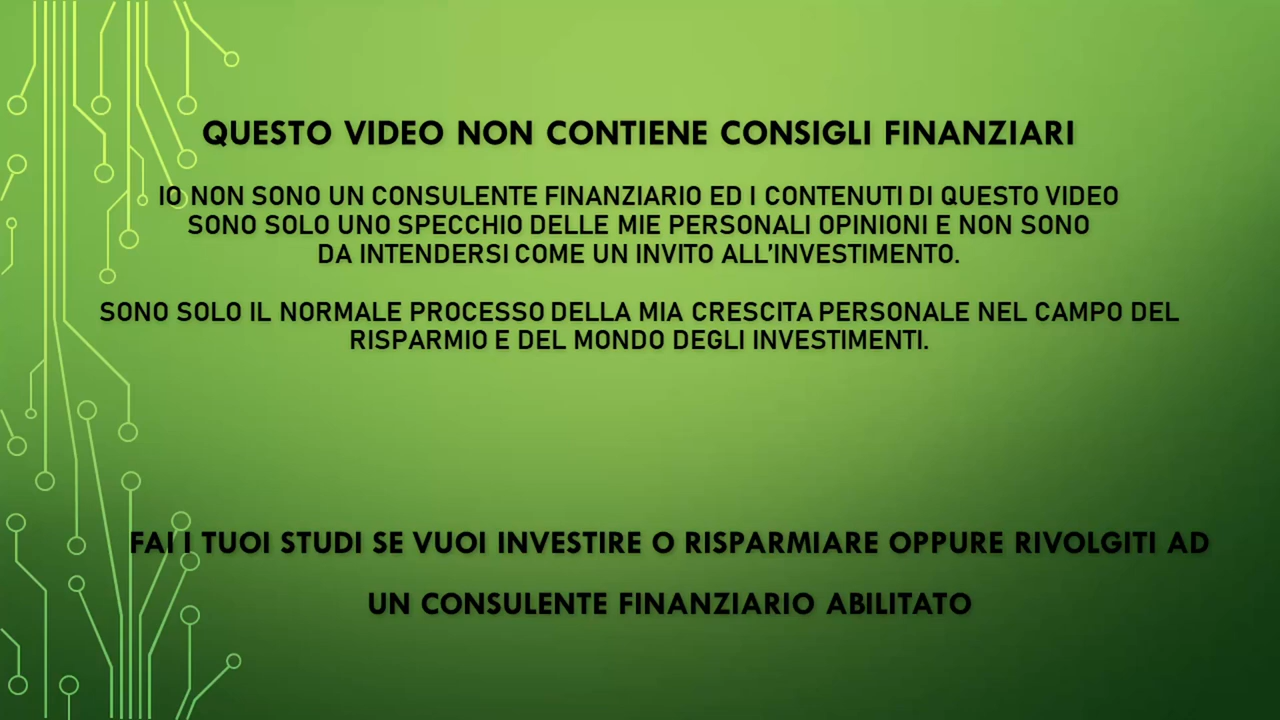 QUESTO VIDEO NON CONTIENE CONSIGLI FINANZIARI
IO NON SONO UN CONSULENTE FINANZIARIO ED I CONTENUTI DI QUESTO VIDEO
SONO SOLO UNO SPECCHIO DELLE MIE PERSONALI OPINIONI E NON SONO
DA INTENDERSI COME UN INVITO ALL'INVESTIMENTO.
SONO SOLO IL NORMALE PROCESSO DELLA MIA CRESCITA PERSONALE NEL CAMPO DEL
RISPARMIO E DEL MONDO DEGLI INVESTIMENTI.
FAI I TUOI STUDI SE VUOI INVESTIRE O RISPARMIARE OPPURE RIVOLGITI AD
UN CONSULENTE FINANZIARIO ABILITATO